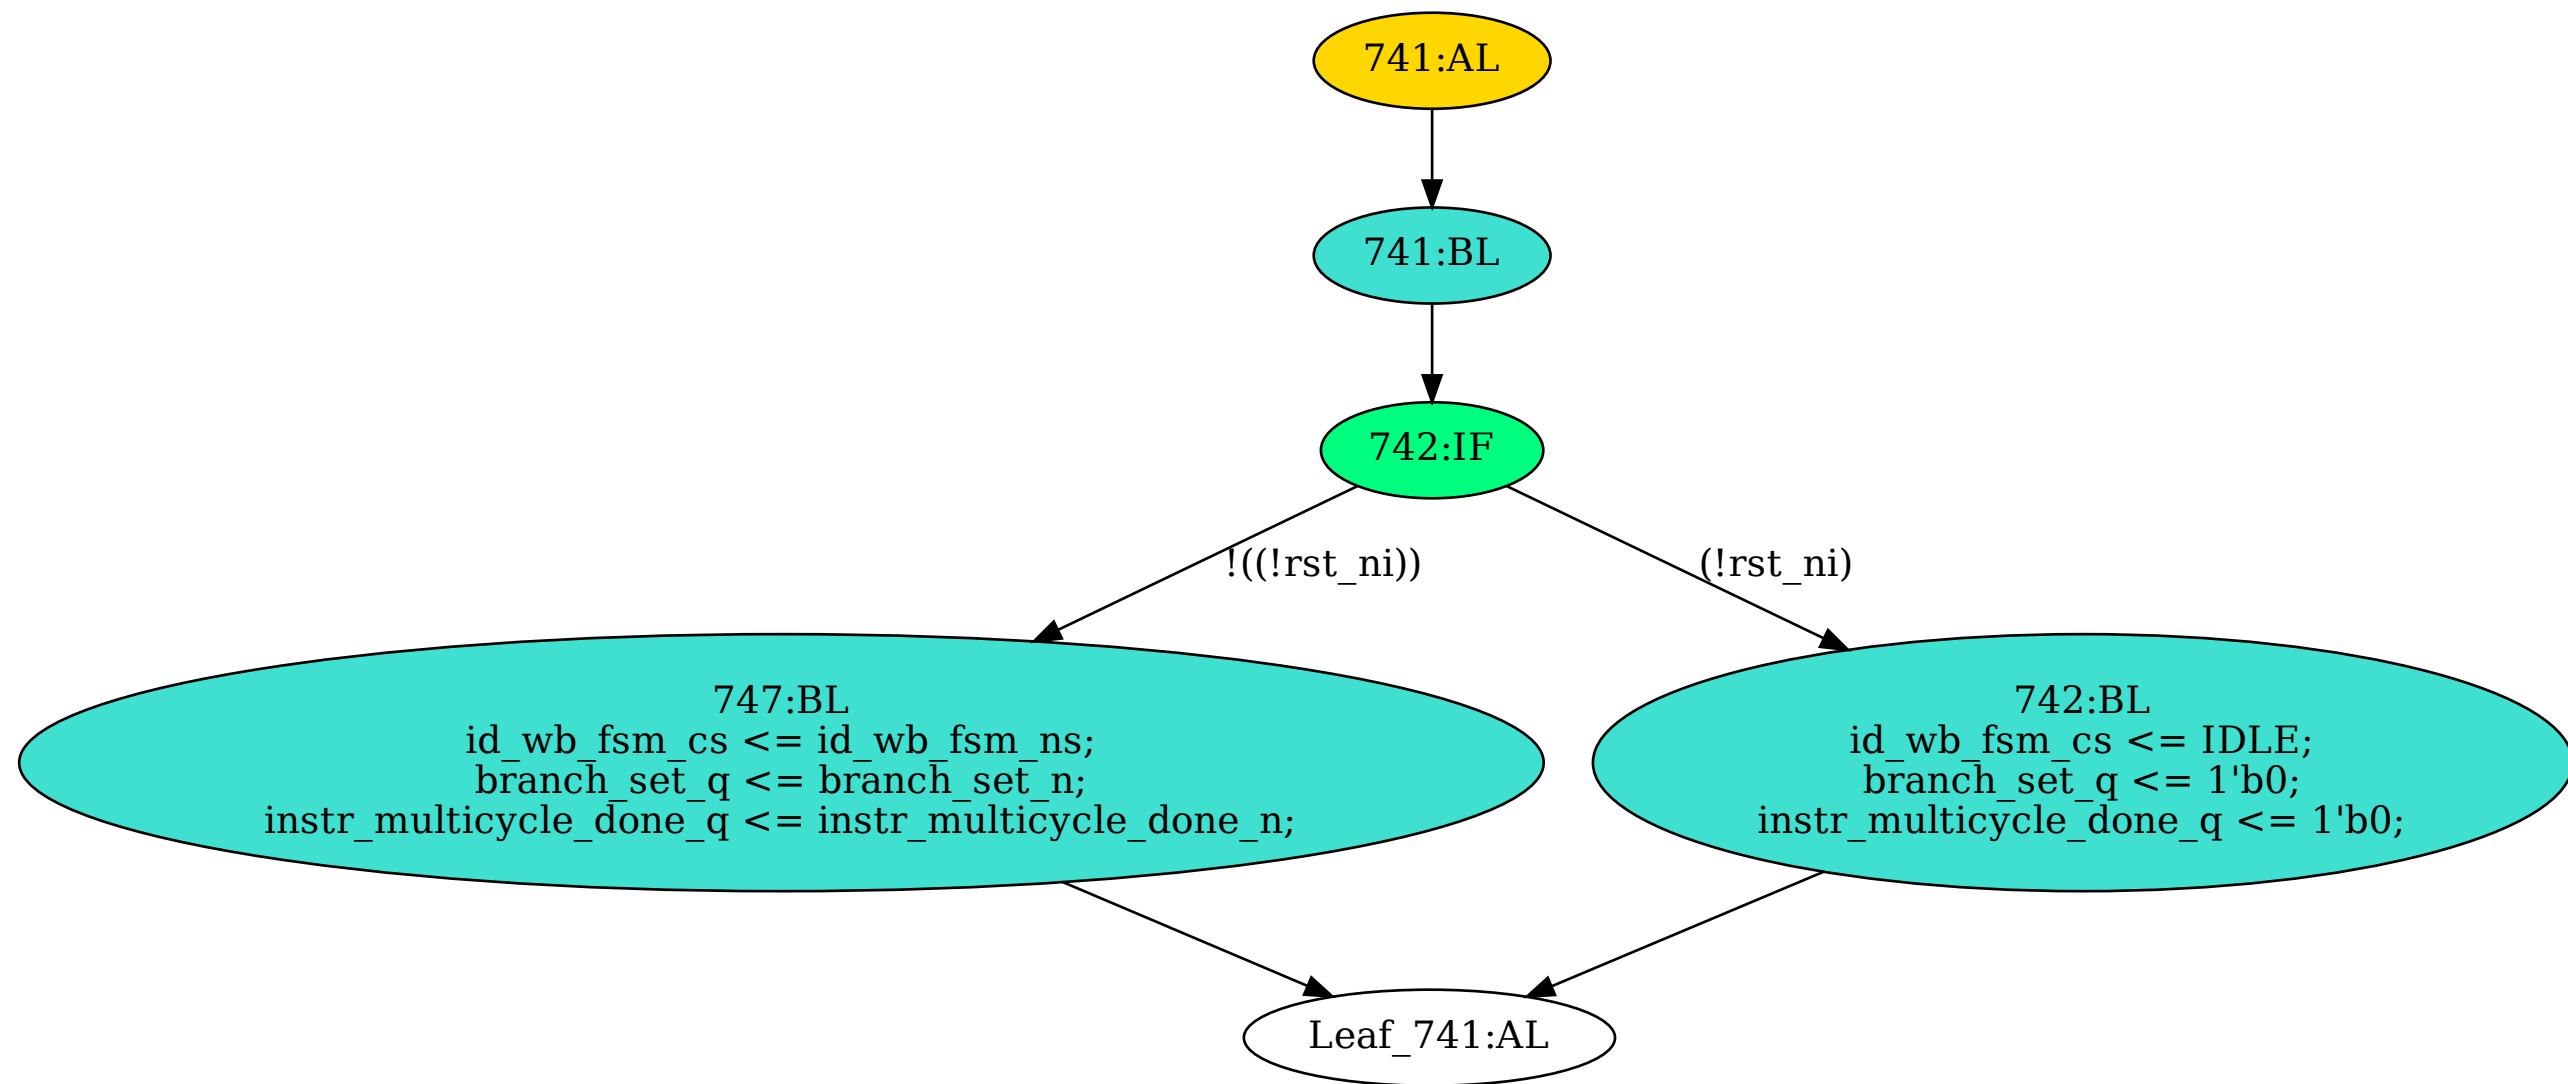 741:AL
741:BL
742:IF
!((!rst_ni))
(!rst_ni)
747:BL
id_wb_fsm_cs <= id_wb_fsm_ns;
branch_set_q <= branch_set_n;
instr_multicycle_done_q <= instr_multicycle_done_n;
742:BL
id_wb_fsm_cs <= IDLE;
branch_set_q <= 1'b0;
instr_multicycle_done_q <= 1'b0;
Leaf_741:AL